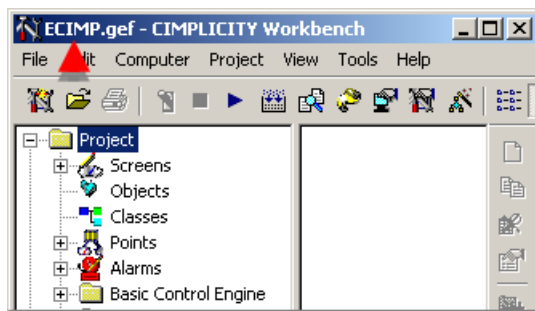 ECIMP.gef - CIMPLICITY Workbench
File Edit Computer Project View Tools Help
Project
Screens
Objects
Classes
Points
Alarms
Basic Control Engine